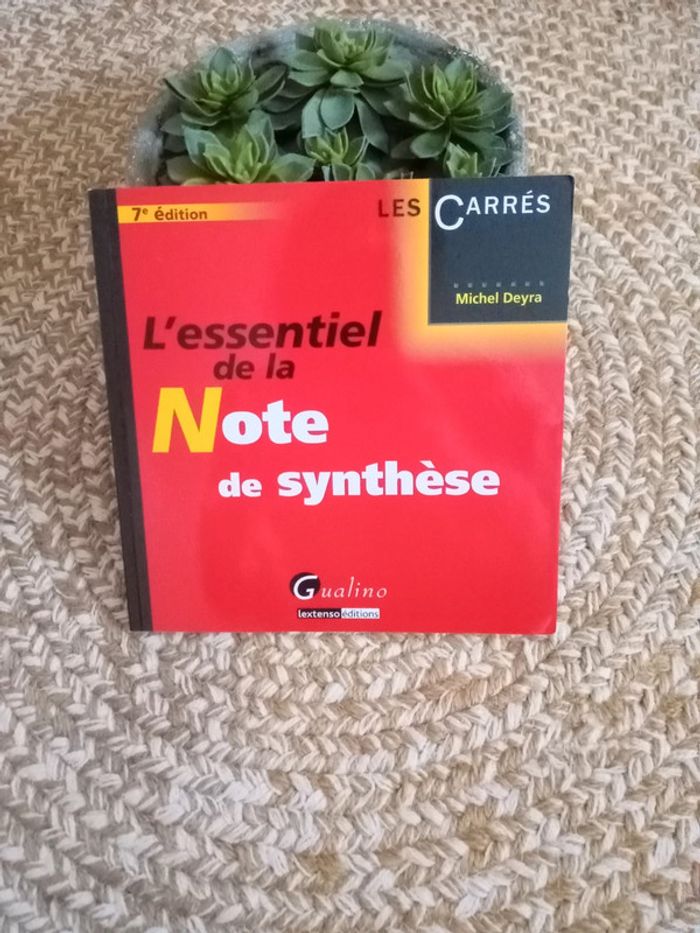 7e édition
LES CARRÉS
Michel Deyra
L'essentiel
de la
Note
de synthèse
Gualino
lextenso éditions